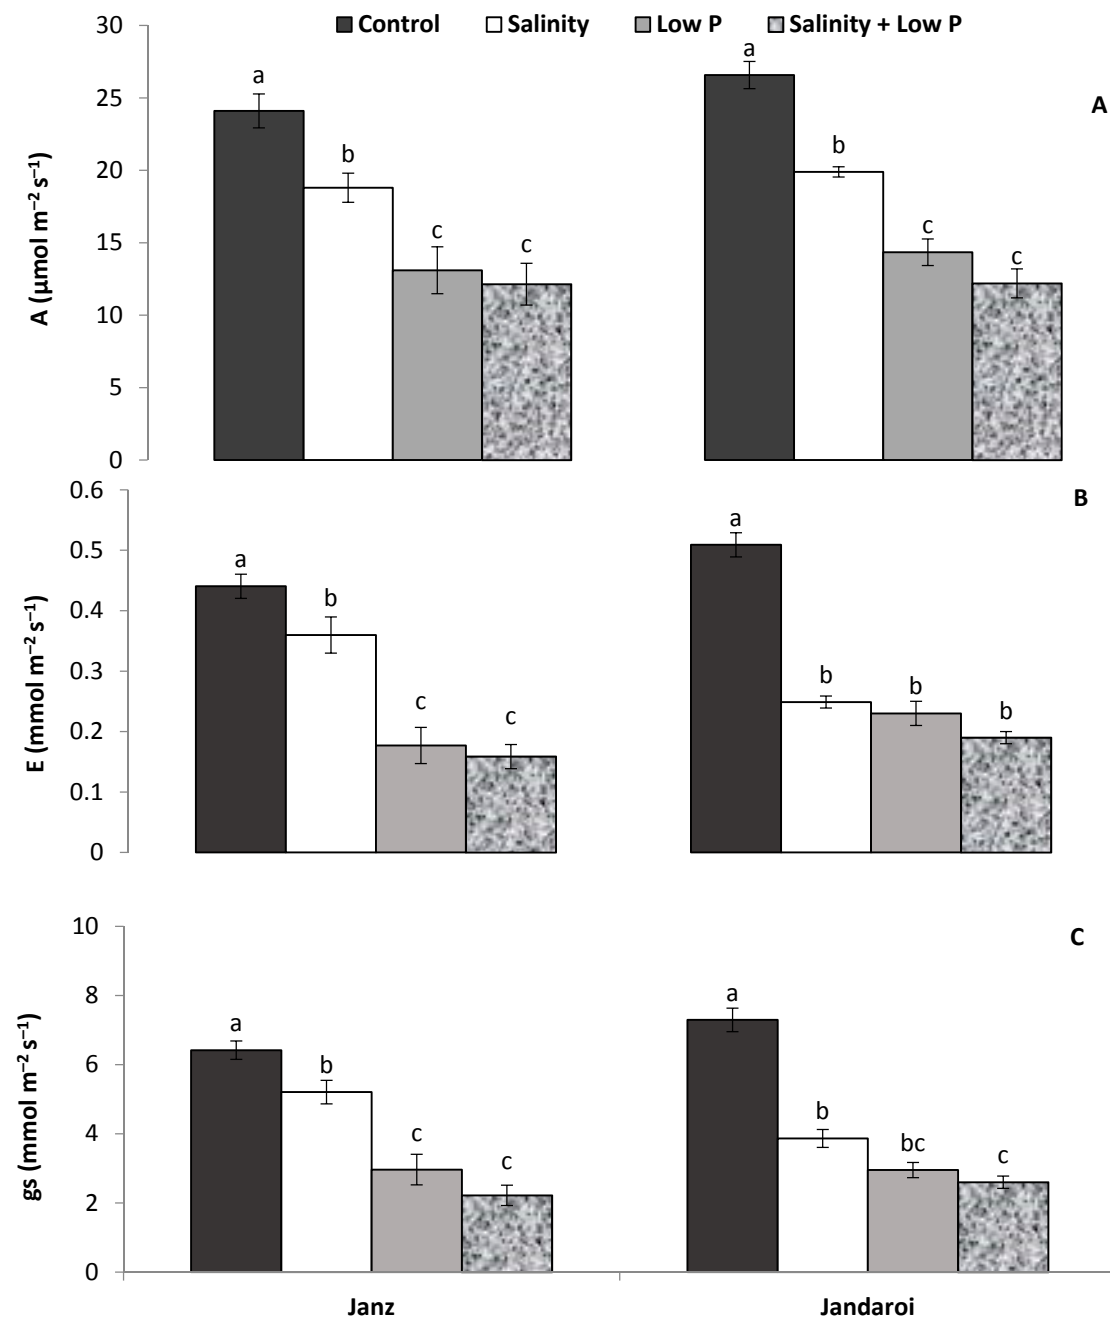 Control Salinity Low P Salinity + Low P
A
A (µmol m⁻² s⁻¹)
30
25
20
15
10
5
0
a
b
c
c
a
b
c
c
B
E (mmol m⁻² s⁻¹)
0.6
0.5
0.4
0.3
0.2
0.1
0
a
b
c
c
a
b
b
b
C
gs (mmol m⁻² s⁻¹)
10
8
6
4
2
0
a
b
c
c
a
b
bc
c
Janz Jandaroi